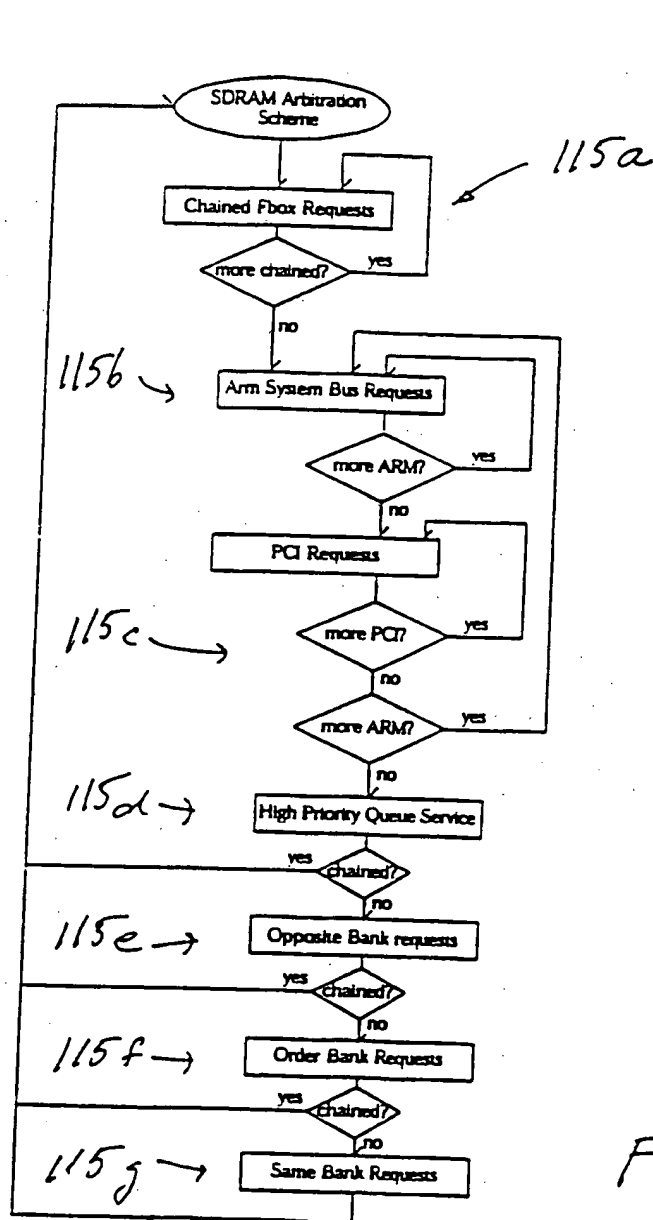 SDRAM Arbitration
Scheme
115a
Chained Fbox Requests
more chained?
yes
no
115b
Arm System Bus Requests
more ARM?
yes
no
PCI Requests
115c
more PCI?
yes
no
more ARM?
yes
no
115d
High Priority Queue Service
yes
chained?
no
115e
Opposite Bank requests
yes
chained?
no
115f
Order Bank Requests
yes
chained?
no
115g
Same Bank Requests
F